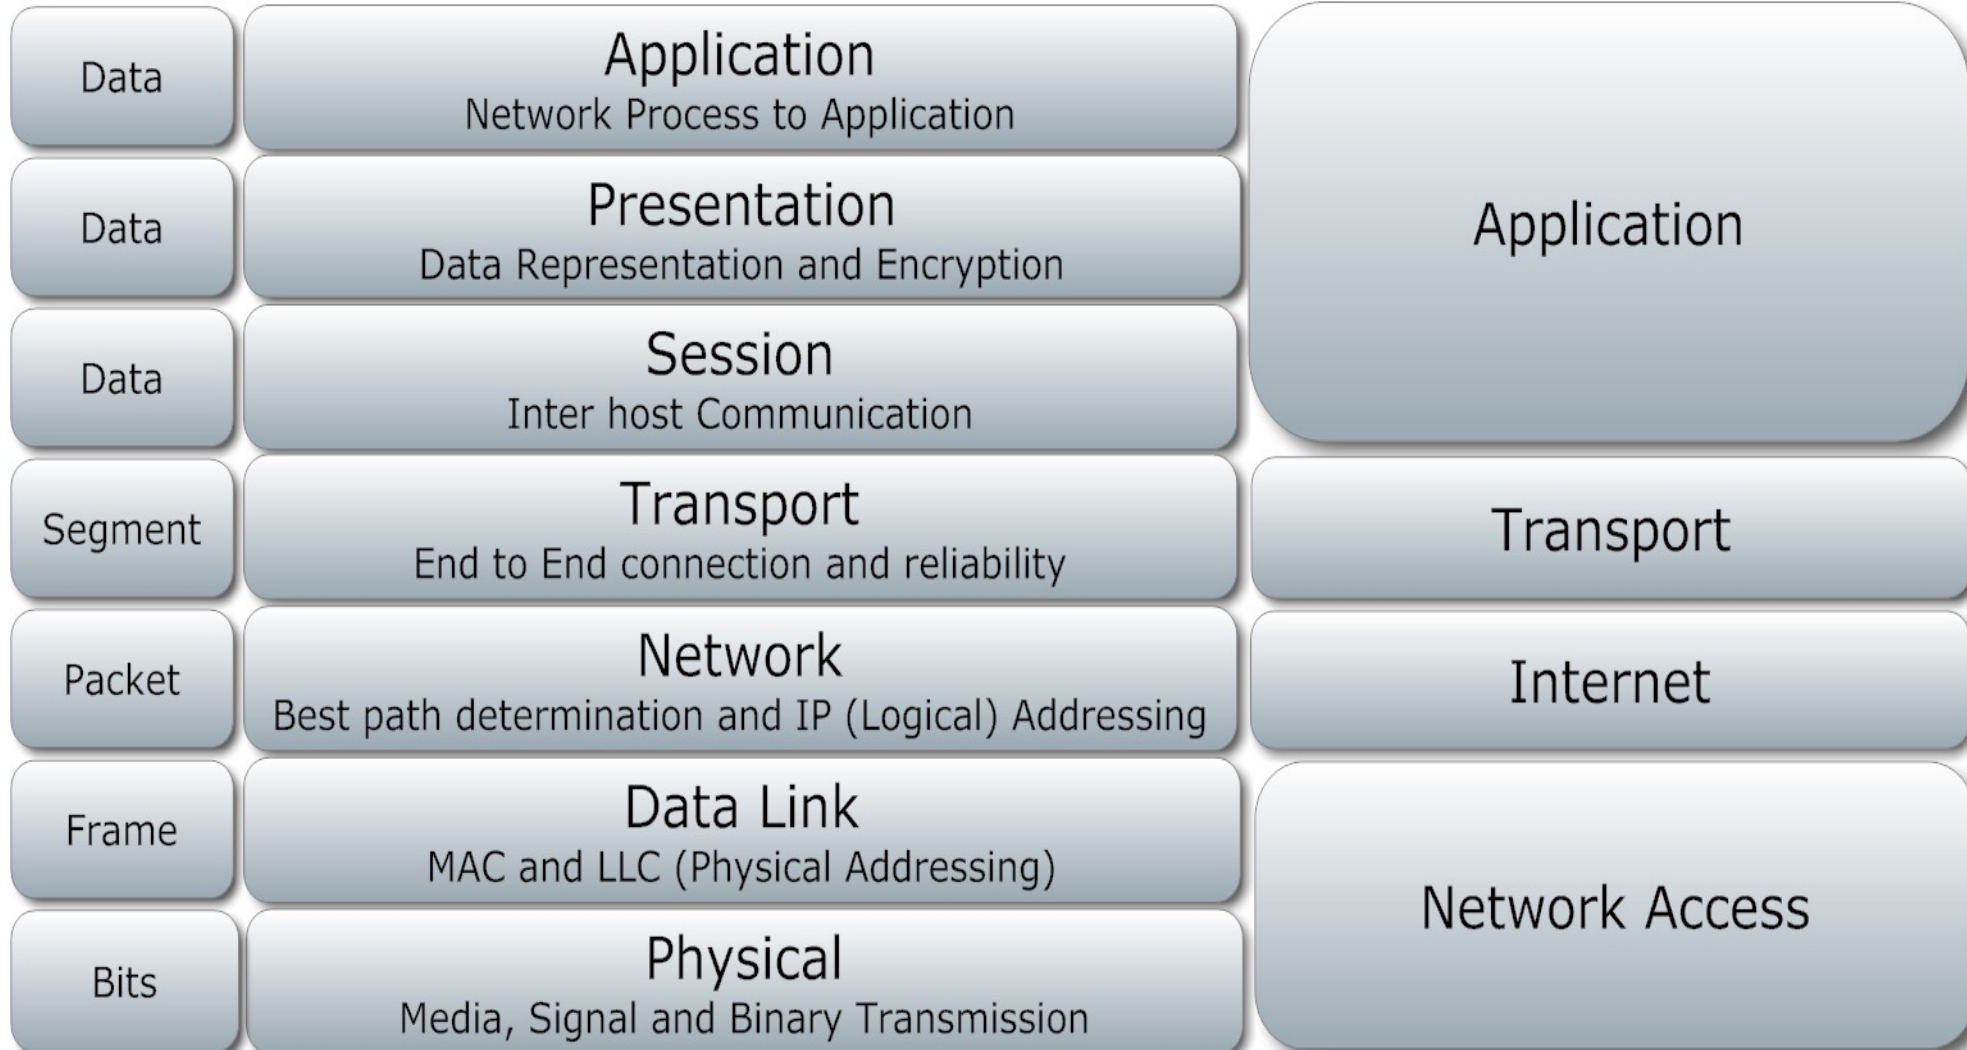 Data
Application
Network Process to Application
Data
Presentation
Data Representation and Encryption
Data
Session
Inter host Communication
Application
Segment
Transport
End to End connection and reliability
Transport
Packet
Network
Best path determination and IP (Logical) Addressing
Internet
Frame
Data Link
MAC and LLC (Physical Addressing)
Bits
Physical
Media, Signal and Binary Transmission
Network Access